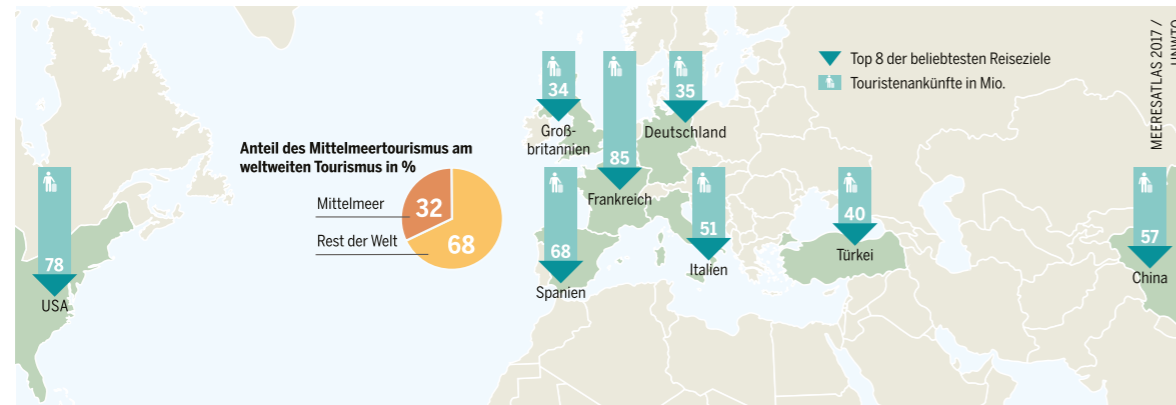 MEERESATLAS 2017 /
UNWTO
Top 8 der beliebtesten Reiseziele
Touristenankünfte in Mio.
34
Groß-
britannien
85
Frankreich
35
Deutschland
Anteil des Mittelmeertourismus am
weltweiten Tourismus in %
Mittelmeer
32
Rest der Welt
68
78
USA
68
Spanien
51
Italien
40
Türkei
57
China